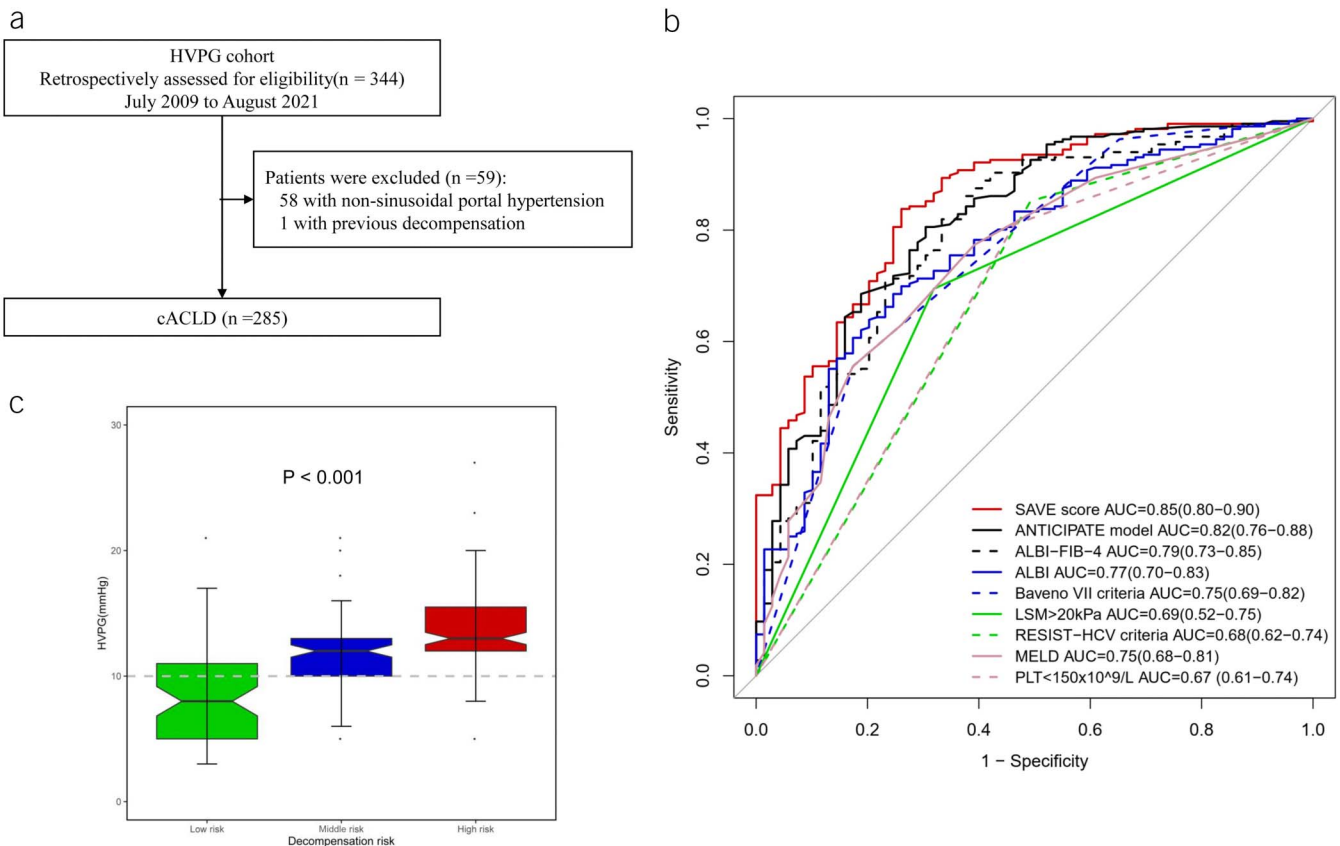 a
HVPG cohort
Retrospectively assessed for eligibility(n = 344)
July 2009 to August 2021
Patients were excluded (n =59):
58 with non-sinusoidal portal hypertension
1 with previous decompensation
cACLD (n =285)
b
1.0
0.8
0.6
0.4
0.2
0.0
Sensitivity
SAVE score AUC=0.85(0.80−0.90)
ANTICIPATE model AUC=0.82(0.76−0.88)
ALBI−FIB−4 AUC=0.79(0.73−0.85)
ALBI AUC=0.77(0.70−0.83)
Baveno VII criteria AUC=0.75(0.69−0.82)
LSM>20kPa AUC=0.69(0.52−0.75)
RESIST−HCV criteria AUC=0.68(0.62−0.74)
MELD AUC=0.75(0.68−0.81)
PLT<150x10^9/L AUC=0.67 (0.61−0.74)
0.0 0.2 0.4 0.6 0.8 1.0
1 − Specificity
c
30
20
10
0
HVPG(mmHg)
P < 0.001
Low risk Middle risk High risk
Decompensation risk